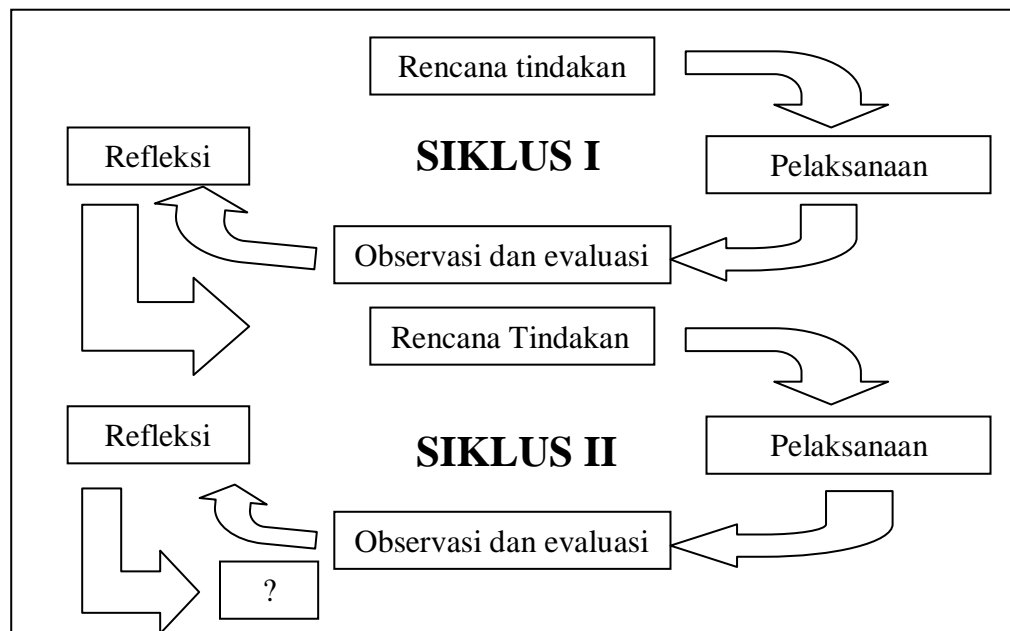 Rencana tindakan
Refleksi
SIKLUS I
Pelaksanaan
Observasi dan evaluasi
Rencana Tindakan
Refleksi
SIKLUS II
Pelaksanaan
Observasi dan evaluasi
?